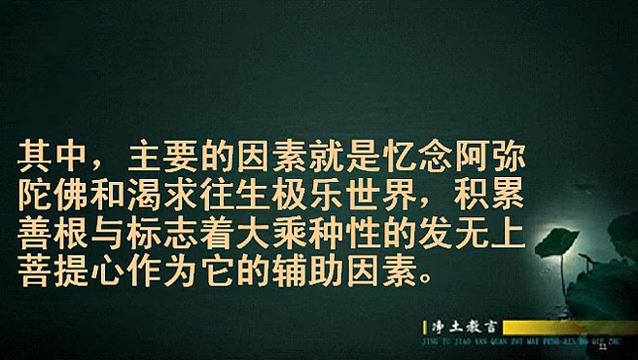 其中，主要的因素就是忆念阿弥
陀佛和渴求往生极乐世界，积累
善根与标志着大乘种性的发无上
菩提心作为它的辅助因素。
净土教言
11